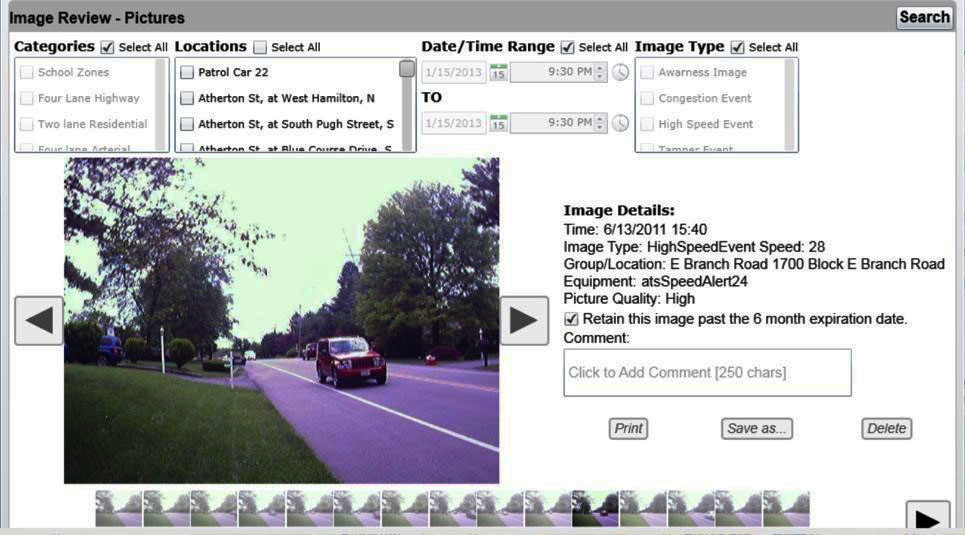 Image Review - Pictures
Search
Categories Select All
Locations Select All
Date/Time Range Select All
Image Type Select All
School Zones
Four Lane Highway
Two lane Residential
Four lane Arterial
Patrol Car 22
Atherton St, at West Hamilton, N
Atherton St, at South Pugh Street, S
Atherton St, at Blue Course Drive, S
1/15/2013 15 9:30 PM
TO
1/15/2013 15 9:30 PM
Awarness Image
Congestion Event
High Speed Event
Tamper Event
Image Details:
Time: 6/13/2011 15:40
Image Type: HighSpeedEvent Speed: 28
Group/Location: E Branch Road 1700 Block E Branch Road
Equipment: atsSpeedAlert24
Picture Quality: High
Retain this image past the 6 month expiration date.
Comment:
Click to Add Comment [250 chars]
Print
Save as...
Delete